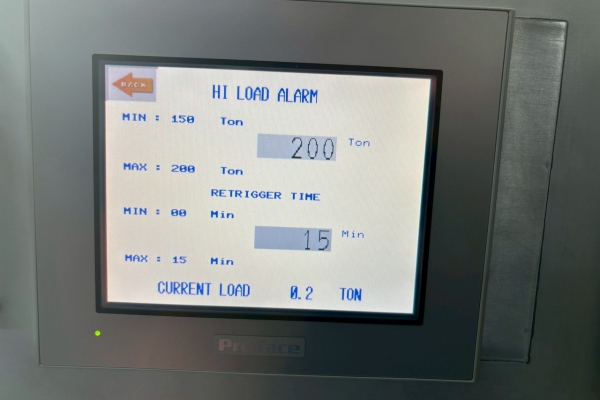 BACK
HI LOAD ALARM
MIN : 150 Ton
200 Ton
MAX : 200 Ton
RETRIGGER TIME
MIN : 00 Min
15 Min
MAX : 15 Min
CURRENT LOAD 0.2 TON
Pro-face